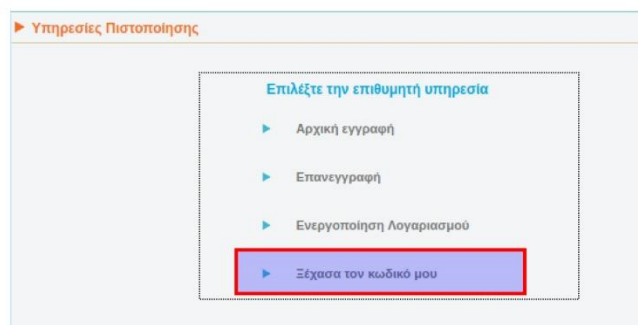 Υπηρεσίες Πιστοποίησης
Επιλέξτε την επιθυμητή υπηρεσία
Αρχική εγγραφή
Επανεγγραφή
Ενεργοποίηση Λογαριασμού
Ξέχασα τον κωδικό μου